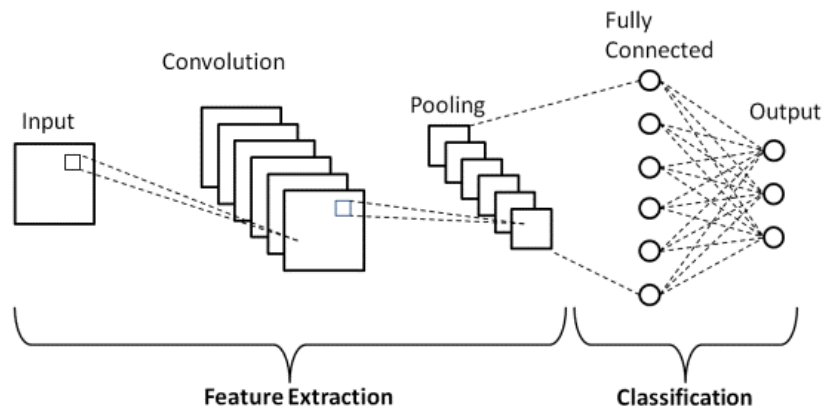 Input
Convolution
Pooling
Fully
Connected
Output
Feature Extraction
Classification